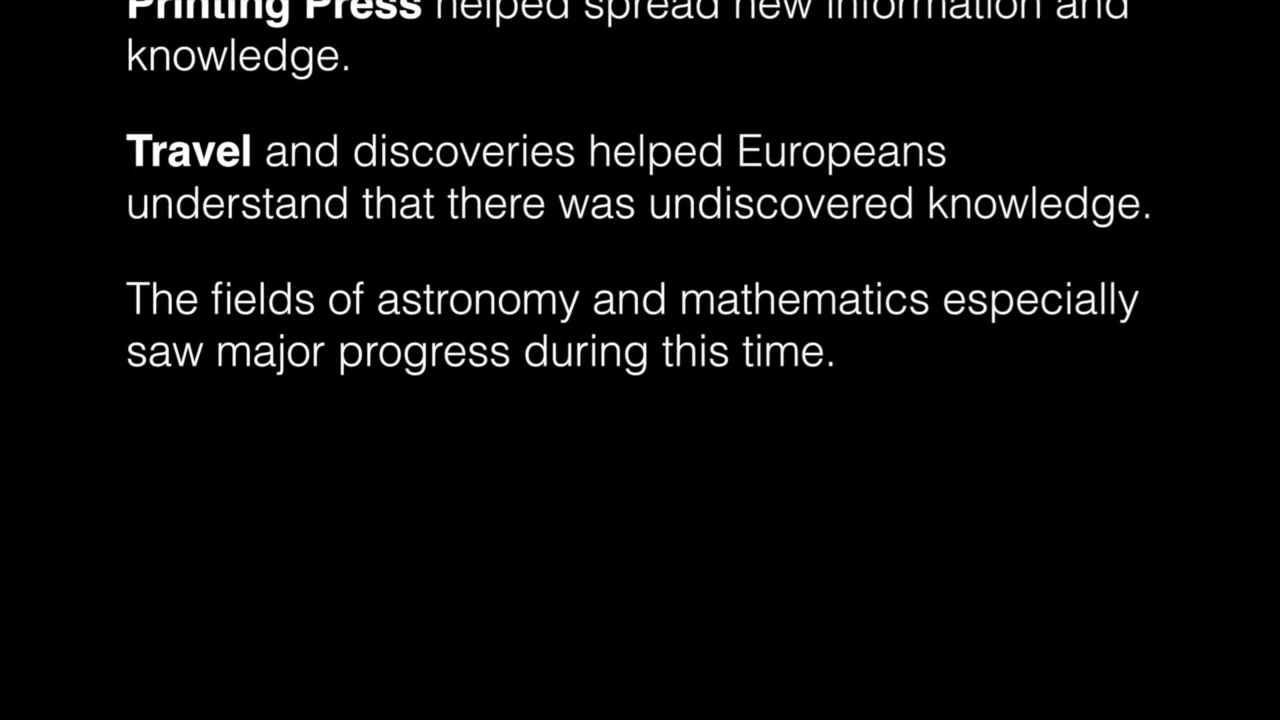 Printing Press helped spread new information and
knowledge.
Travel and discoveries helped Europeans
understand that there was undiscovered knowledge.
The fields of astronomy and mathematics especially
saw major progress during this time.